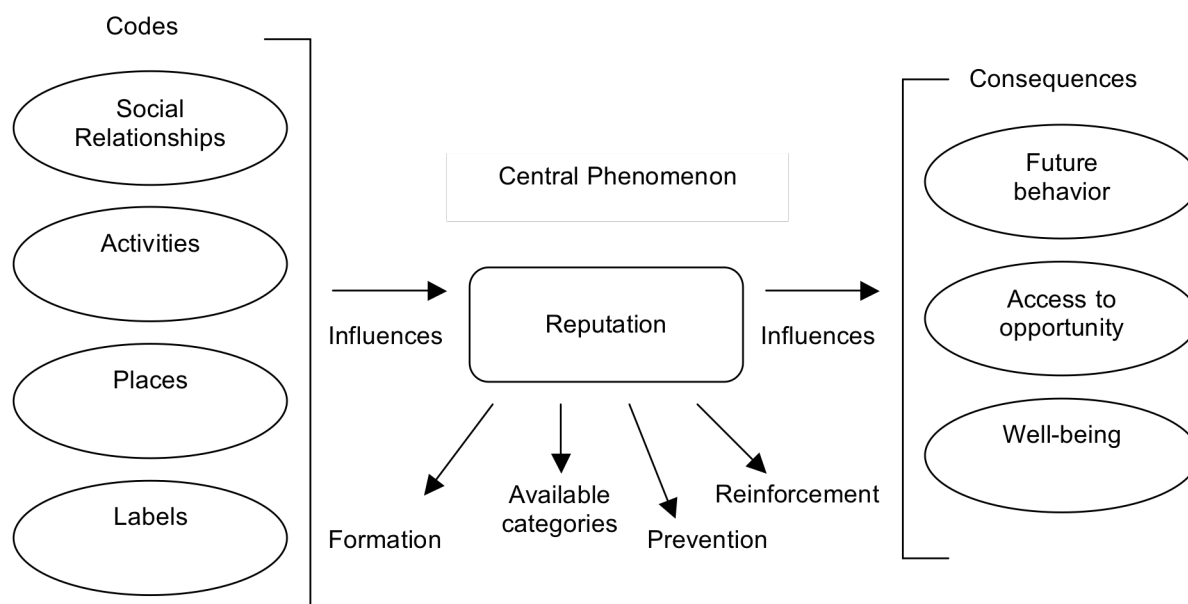 Codes
Social
Relationships
Activities
Places
Labels
Influences
Central Phenomenon
Reputation
Formation
Available
categories
Prevention
Reinforcement
Influences
Consequences
Future
behavior
Access to
opportunity
Well-being